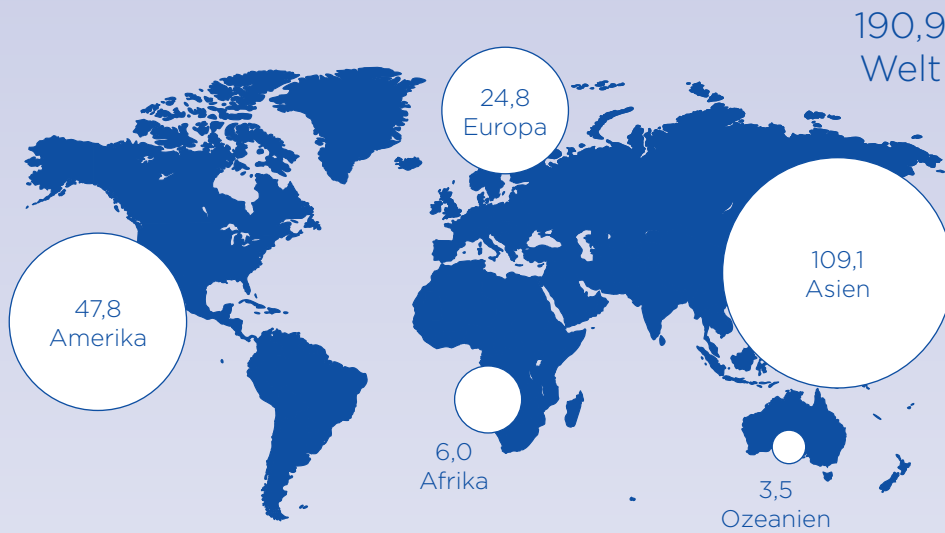 190,9
Welt
24,8
Europa
109,1
Asien
47,8
Amerika
6,0
Afrika
3,5
Ozeanien